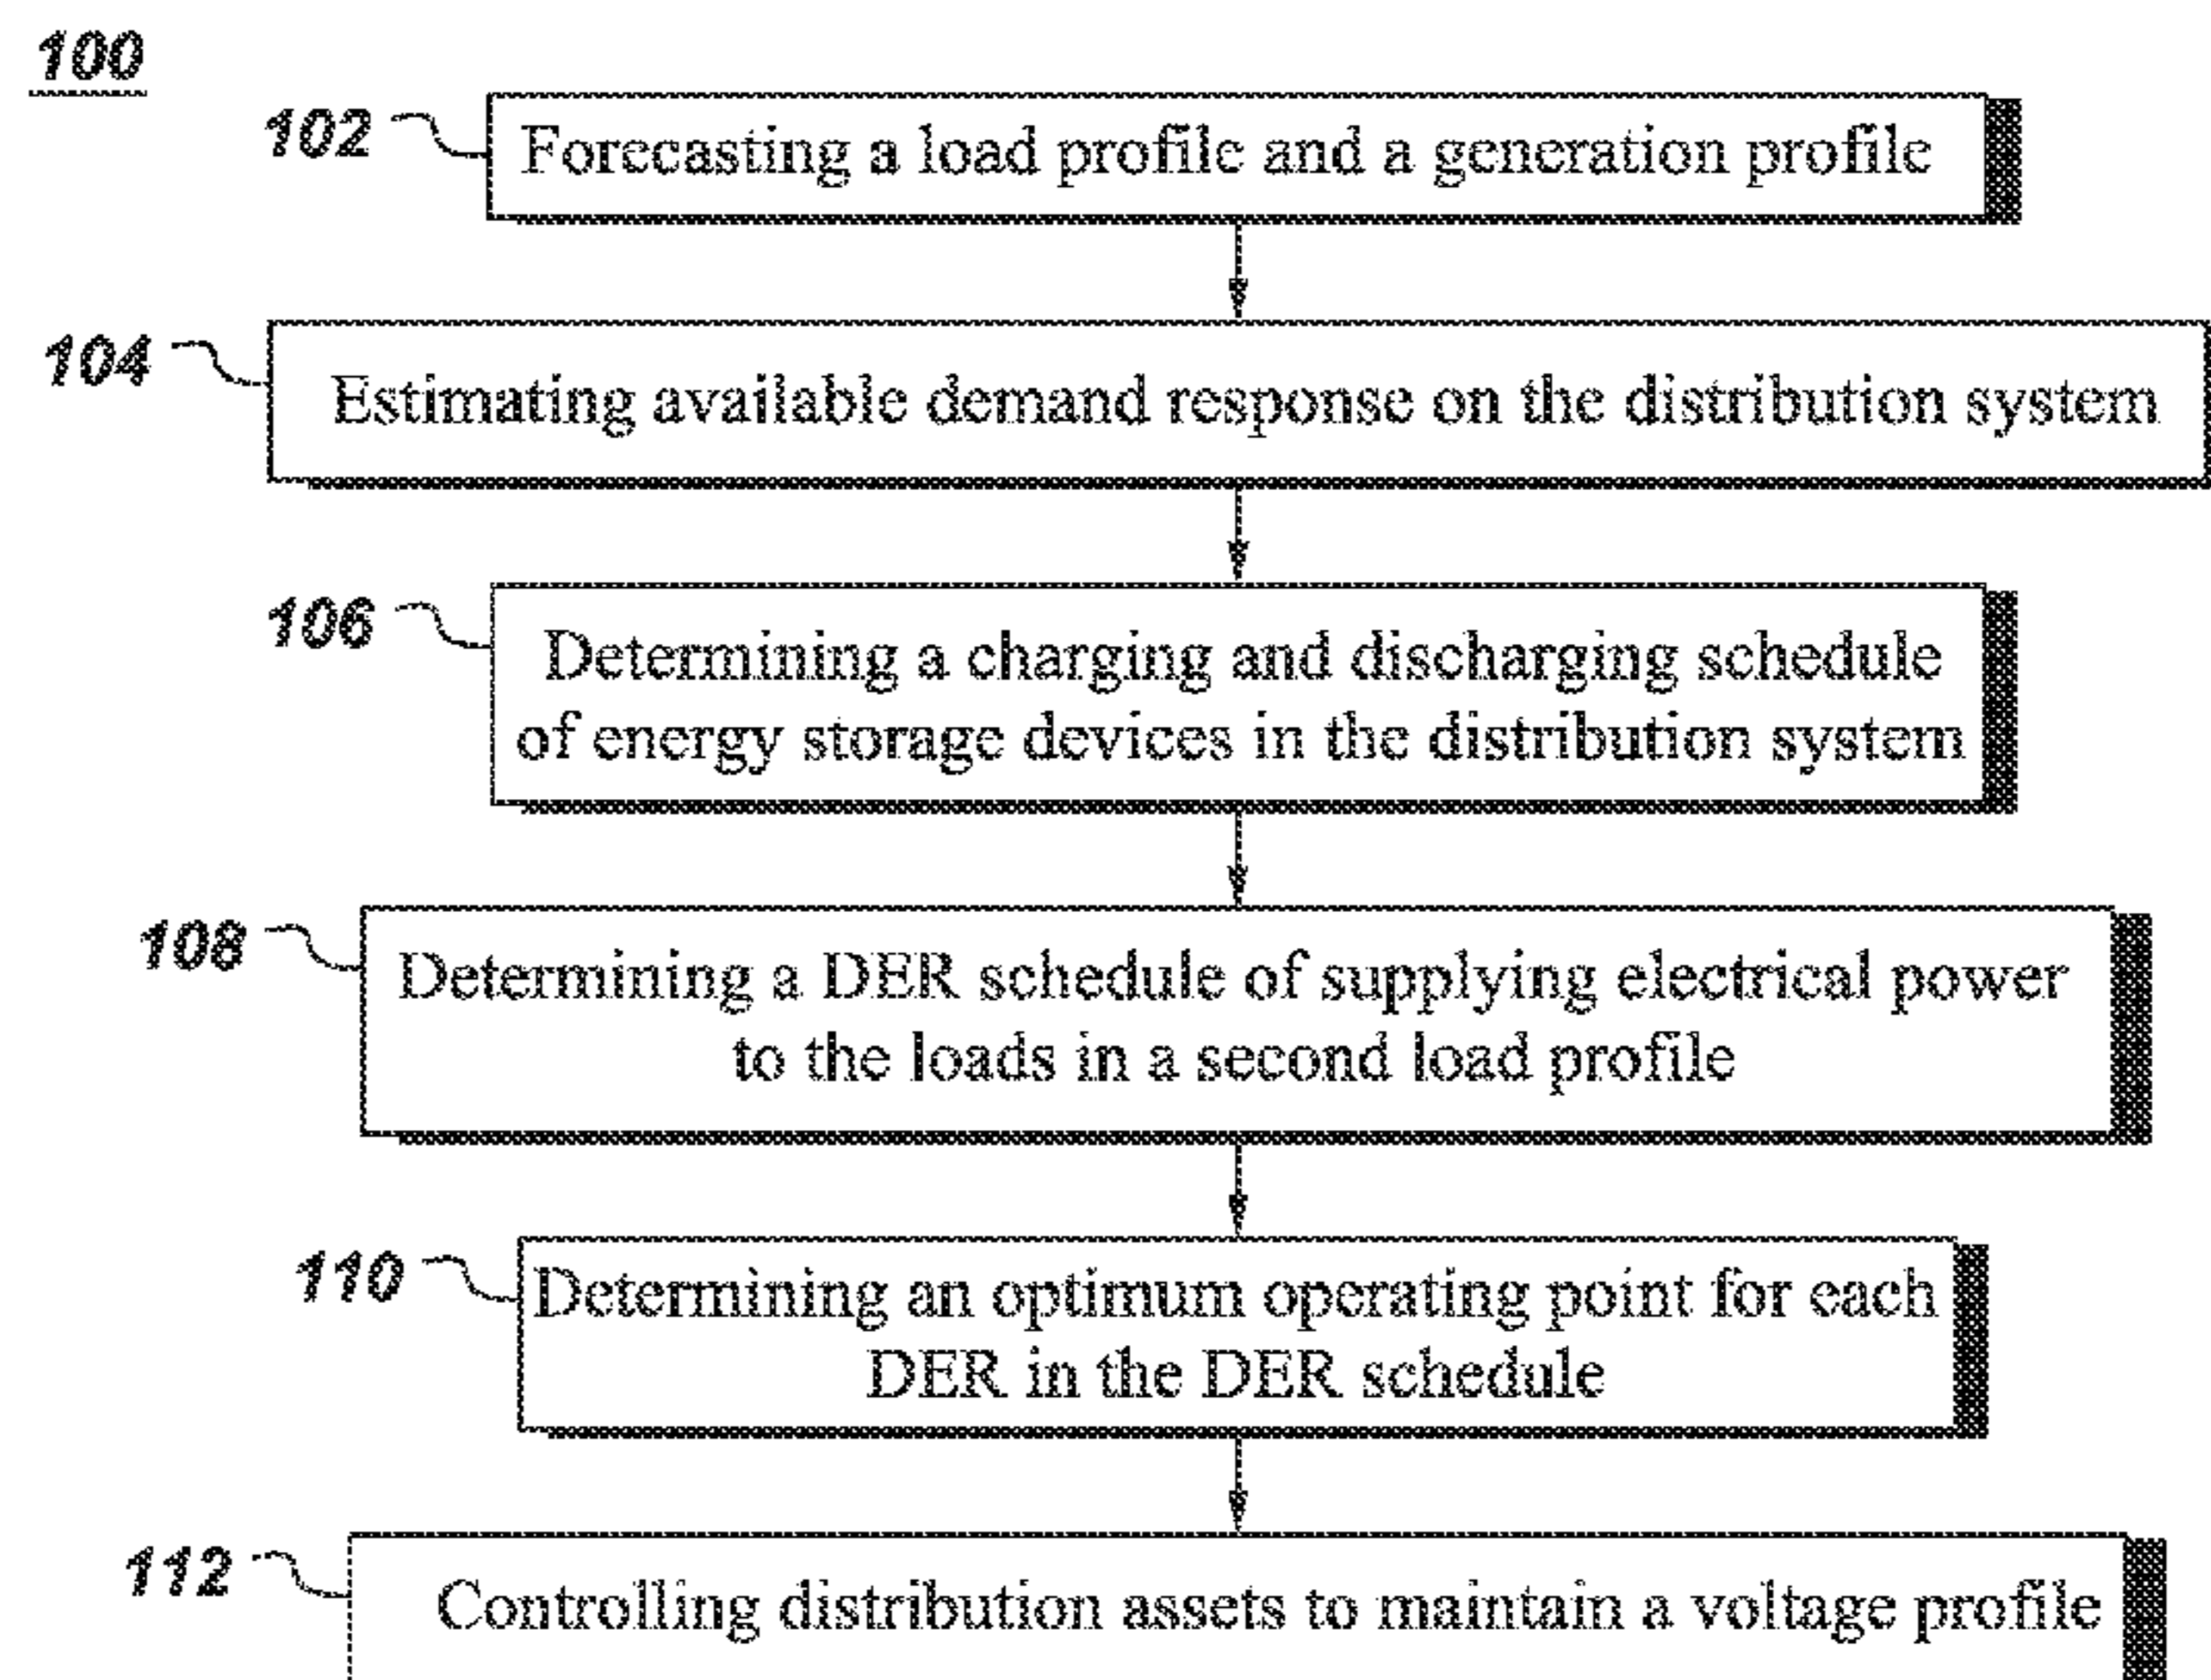 100
102 Forecasting a load profile and a generation profile
104 Estimating available demand response on the distribution system
106 Determining a charging and discharging schedule
of energy storage devices in the distribution system
108 Determining a DER schedule of supplying electrical power
to the loads in a second load profile
110 Determining an optimum operating point for each
DER in the DER schedule
112 Controlling distribution assets to maintain a voltage profile